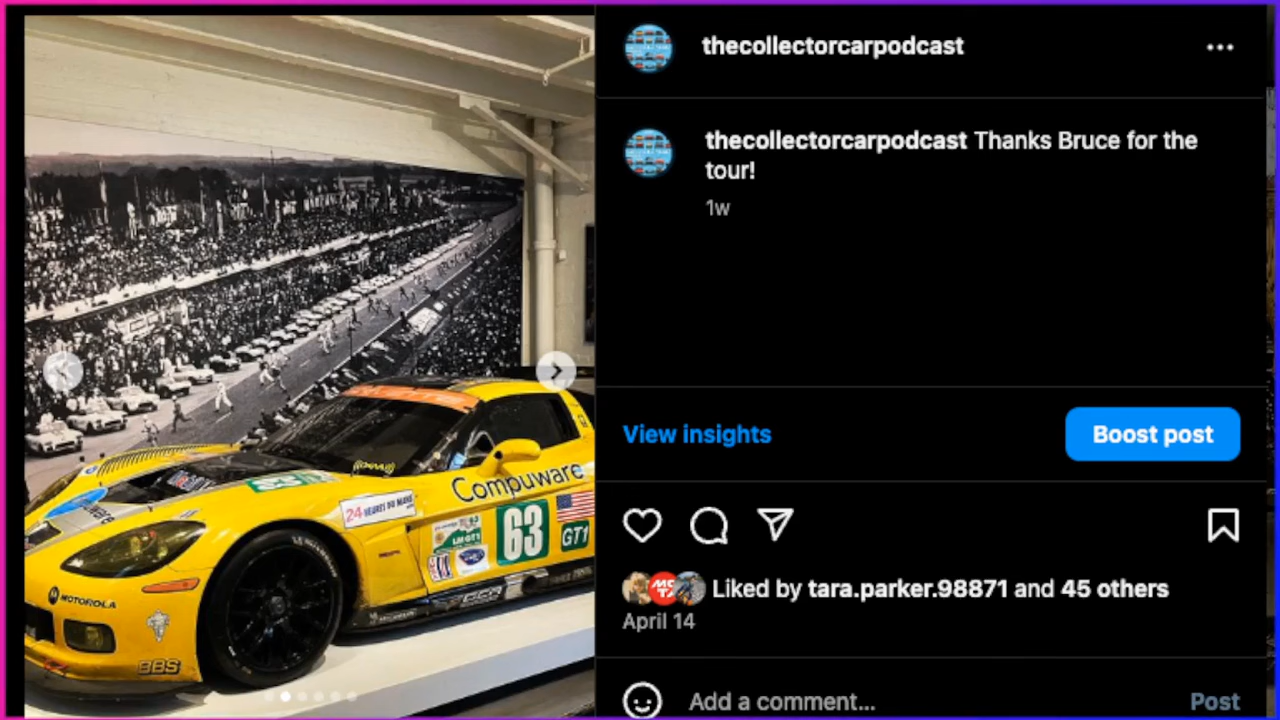 thecollectorcarpodcast
thecollectorcarpodcast Thanks Bruce for the
tour!
1w
View insights
Boost post
Liked by tara.parker.98871 and 45 others
April 14
Add a comment...
Post
Compuware
24 HEURES DU MANS
63
GT1
MOTOROLA
BBS